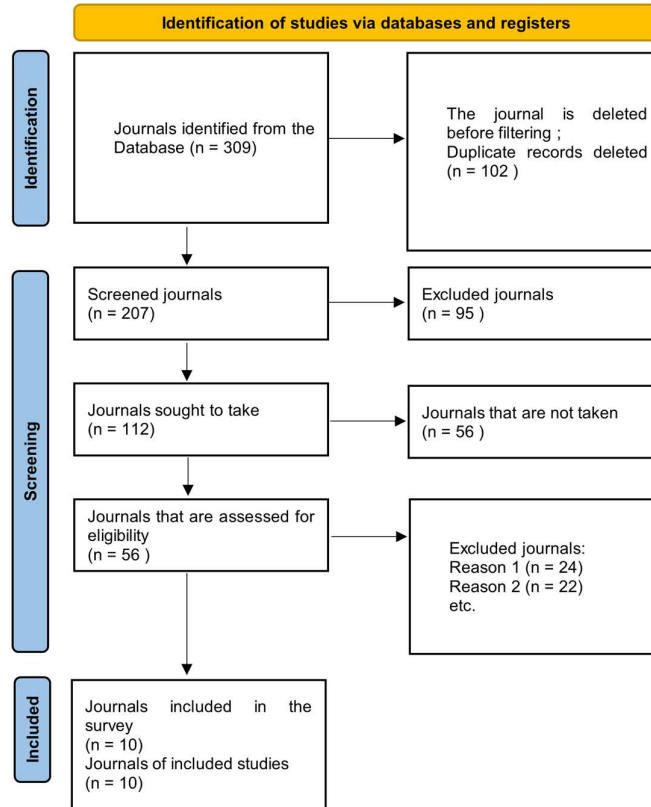 Identification of studies via databases and registers
Identification
Journals identified from the
Database (n = 309)
The journal is deleted
before filtering ;
Duplicate records deleted
(n = 102 )
Screening
Screened journals
(n = 207)
Excluded journals
(n = 95 )
Journals sought to take
(n = 112)
Journals that are not taken
(n = 56 )
Journals that are assessed for
eligibility
(n = 56 )
Excluded journals:
Reason 1 (n = 24)
Reason 2 (n = 22)
etc.
Included
Journals included in the
survey
(n = 10)
Journals of included studies
(n = 10)